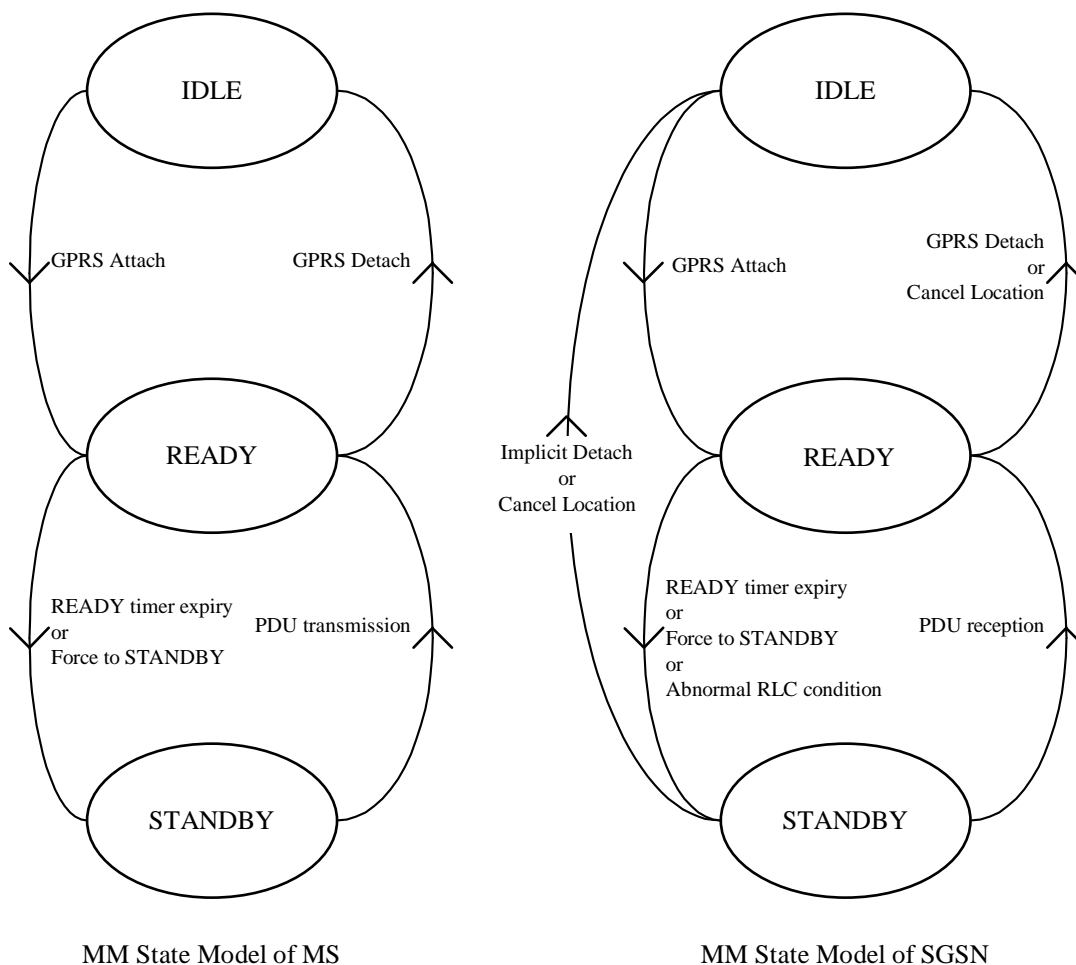 IDLE
GPRS Attach
GPRS Detach
READY
READY timer expiry
or
Force to STANDBY
PDU transmission
STANDBY
MM State Model of MS
IDLE
GPRS Attach
GPRS Detach
or
Cancel Location
Implicit Detach
or
Cancel Location
READY
READY timer expiry
or
Force to STANDBY
or
Abnormal RLC condition
PDU reception
STANDBY
MM State Model of SGSN